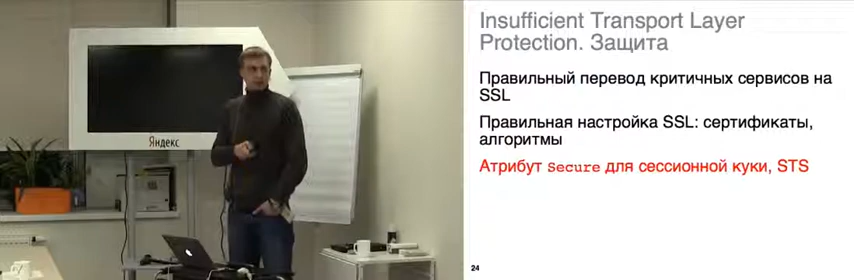 Яндекс
Insufficient Transport Layer
Protection. Защита
Правильный перевод критичных сервисов на
SSL
Правильная настройка SSL: сертификаты,
алгоритмы
Атрибут Secure для сессионной куки, STS
24